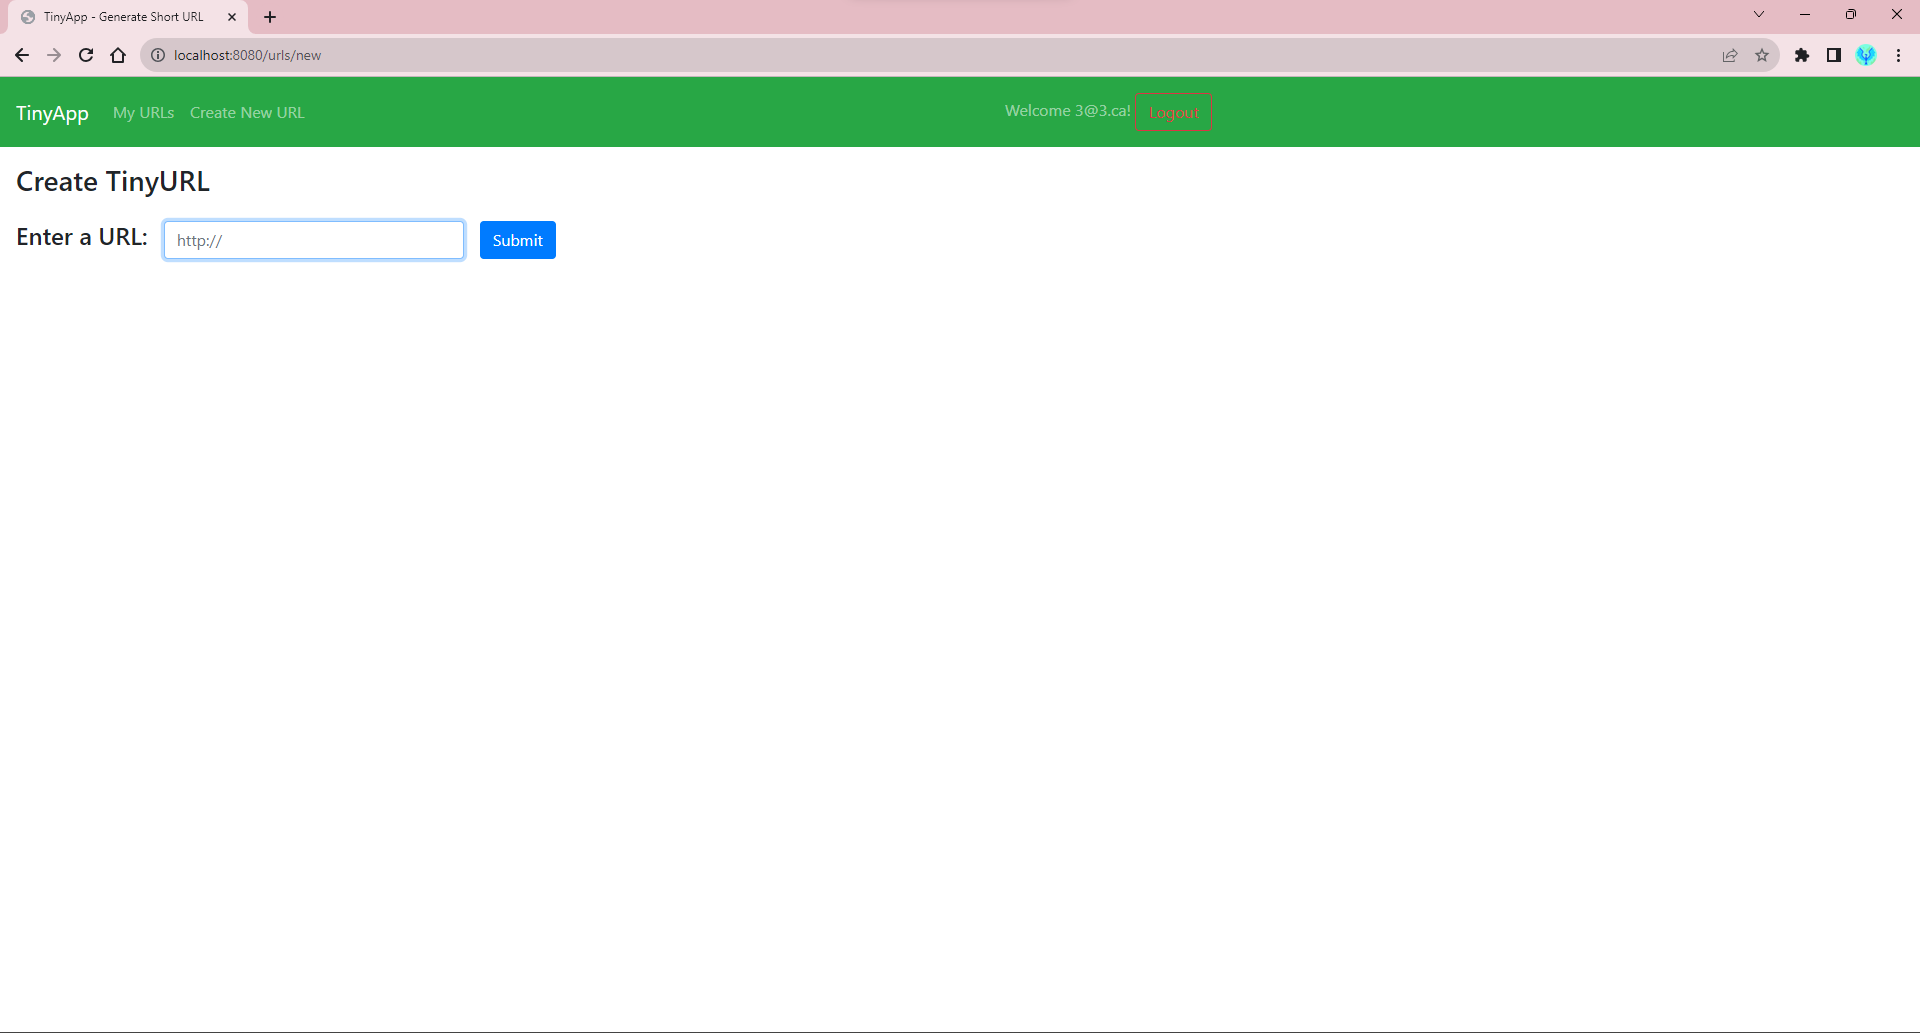 TinyApp - Generate Short URL
localhost:8080/urls/new
TinyApp My URLs Create New URL Welcome 3@3.ca! Logout
Create TinyURL
Enter a URL: http:// Submit